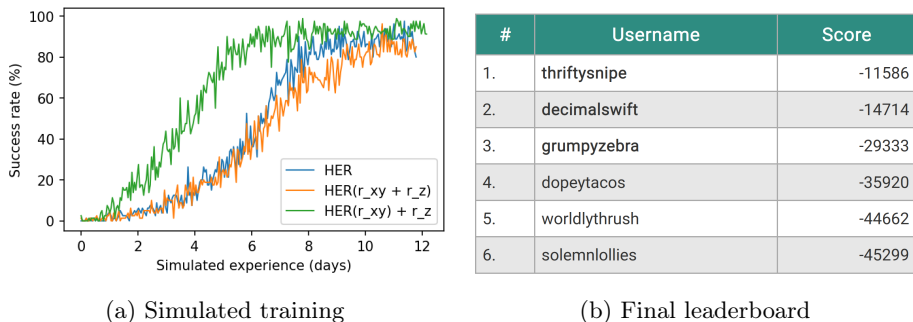 100
80
60
40
20
0
Success rate (%)
HER
HER(r_xy + r_z)
HER(r_xy) + r_z
0 2 4 6 8 10 12
Simulated experience (days)
(a) Simulated training
# Username Score
1. thriftysnipe -11586
2. decimalswift -14714
3. grumpyzebra -29333
4. dopeytacos -35920
5. worldlythrush -44662
6. solemnlollies -45299
(b) Final leaderboard